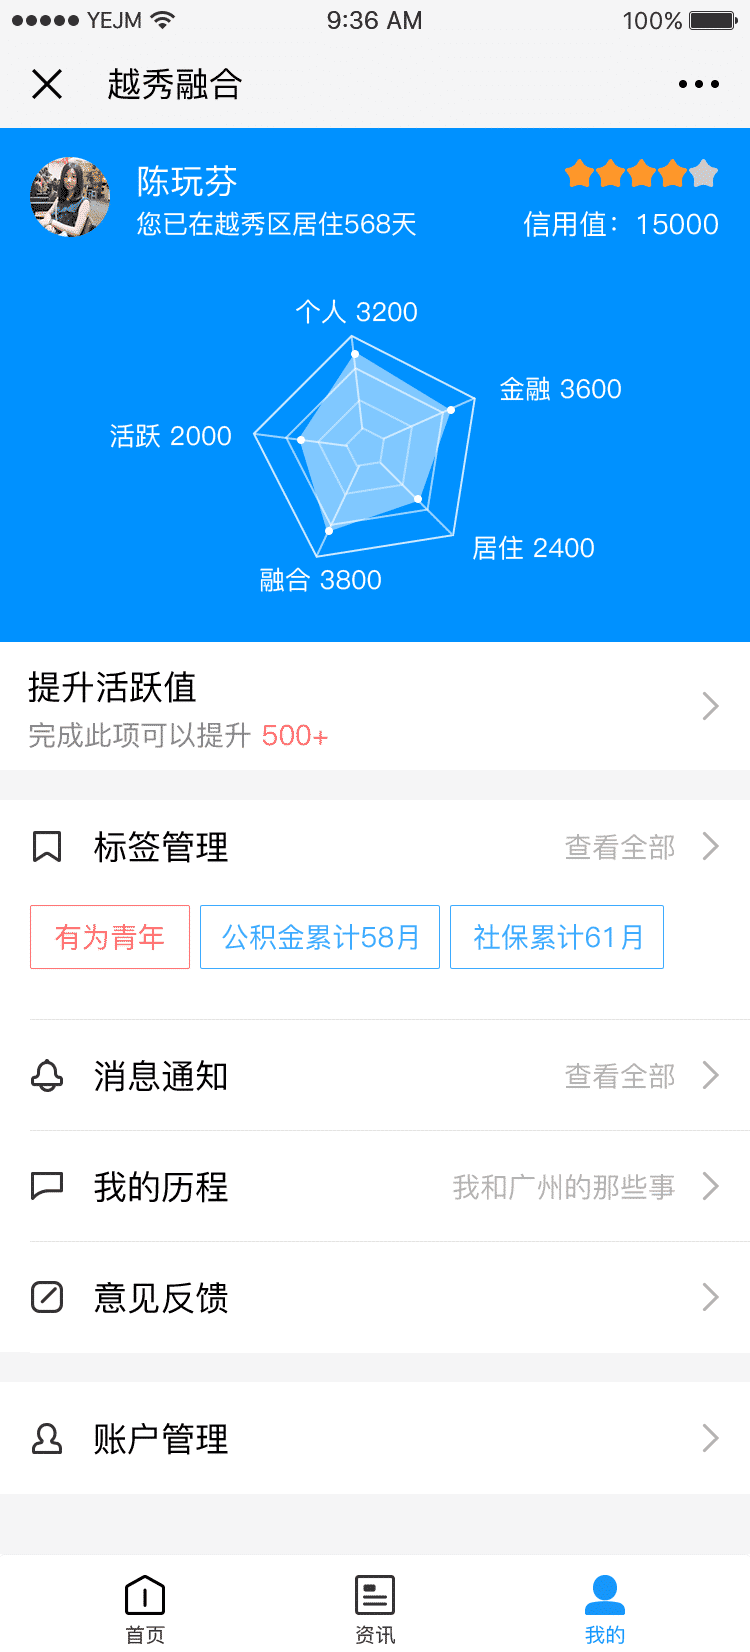 YEJM 9:36 AM 100%
越秀融合
陈玩芬
您已在越秀区居住568天
信用值：15000
个人 3200
金融 3600
活跃 2000
居住 2400
融合 3800
提升活跃值
完成此项可以提升 500+
标签管理 查看全部
有为青年 公积金累计58月 社保累计61月
消息通知 查看全部
我的历程 我和广州的那些事
意见反馈
账户管理
首页 资讯 我的